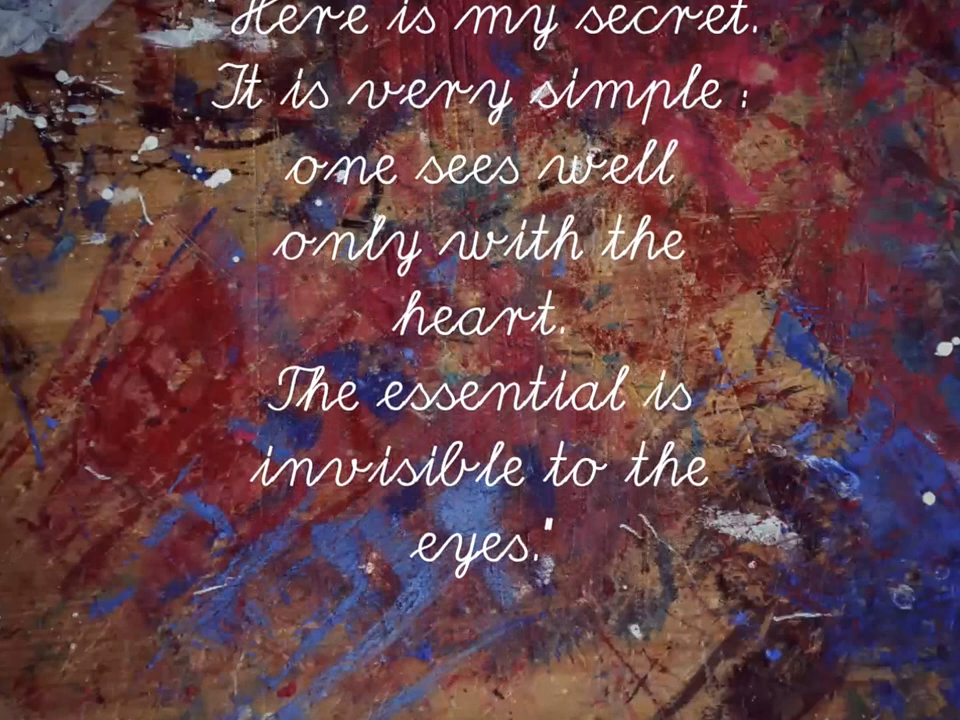 Here is my secret.
It is very simple :
one sees well
only with the
heart.
The essential is
invisible to the
eyes."